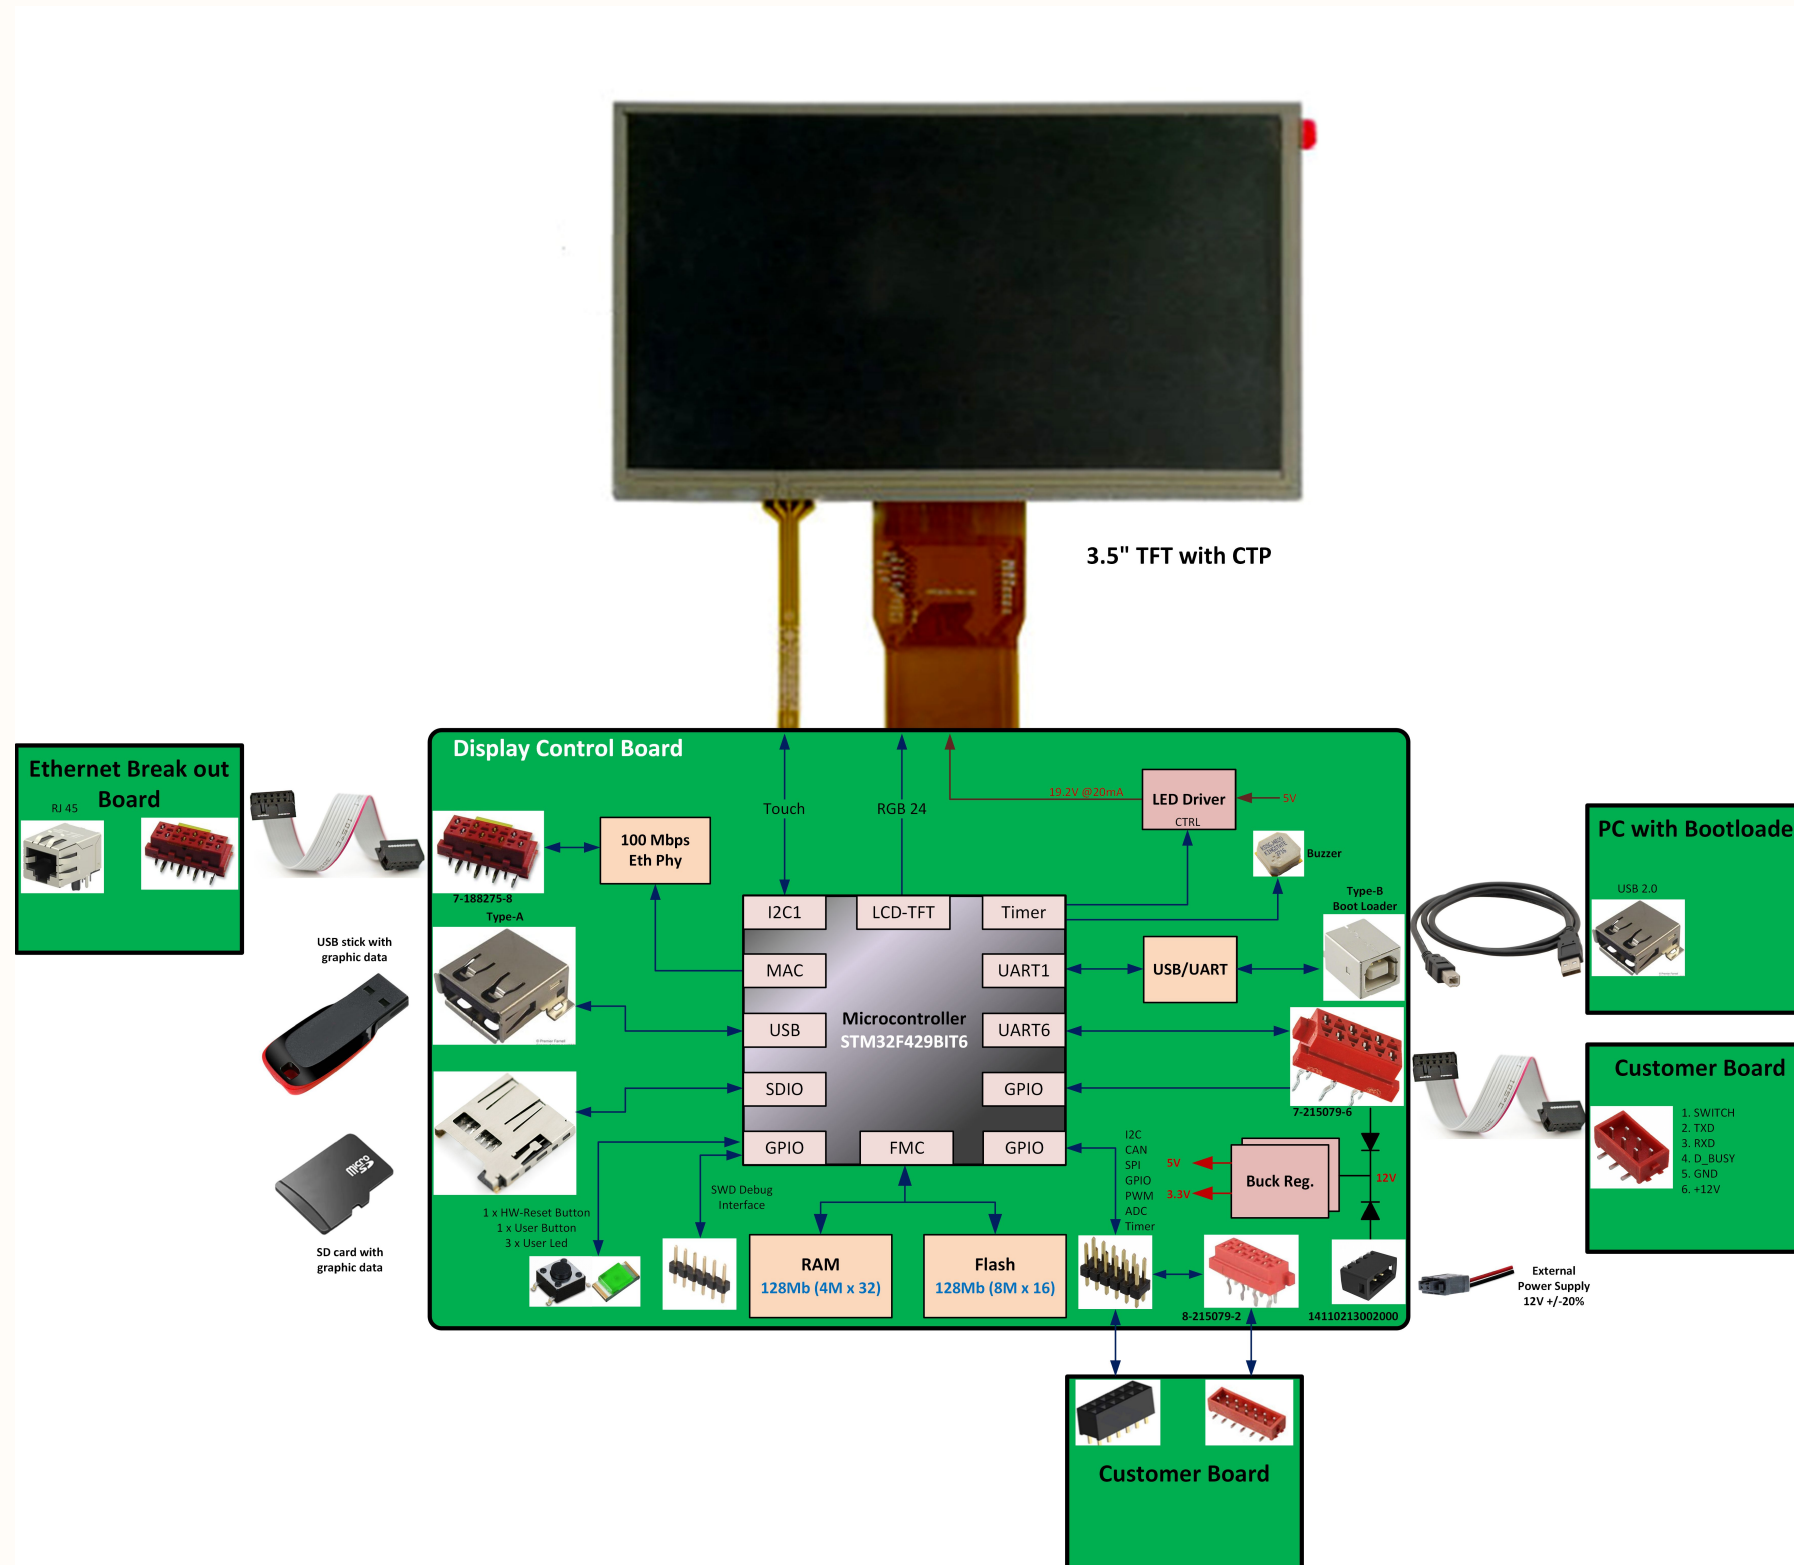 3.5" TFT with CTP
Display Control Board
Ethernet Break out
Board
RJ 45
7-188275-8
100 Mbps
Eth Phy
Touch
RGB 24
19.2V @20mA
LED Driver
CTRL
5V
Buzzer
Type-B
Boot Loader
PC with Bootloade
USB 2.0
USB stick with
graphic data
Type-A
I2C1
LCD-TFT
Timer
MAC
UART1
USB/UART
USB
Microcontroller
STM32F429BIT6
UART6
SDIO
GPIO
7-215079-6
GPIO
FMC
GPIO
Customer Board
1. SWITCH
2. TXD
3. RXD
4. D_BUSY
5. GND
6. +12V
micro
SD
SD card with
graphic data
1 x HW-Reset Button
1 x User Button
3 x User Led
SWD Debug
Interface
I2C
CAN
SPI
GPIO
PWM
ADC
Timer
5V
3.3V
Buck Reg.
12V
RAM
128Mb (4M x 32)
Flash
128Mb (8M x 16)
8-215079-2
14110213002000
External
Power Supply
12V +/-20%
Customer Board